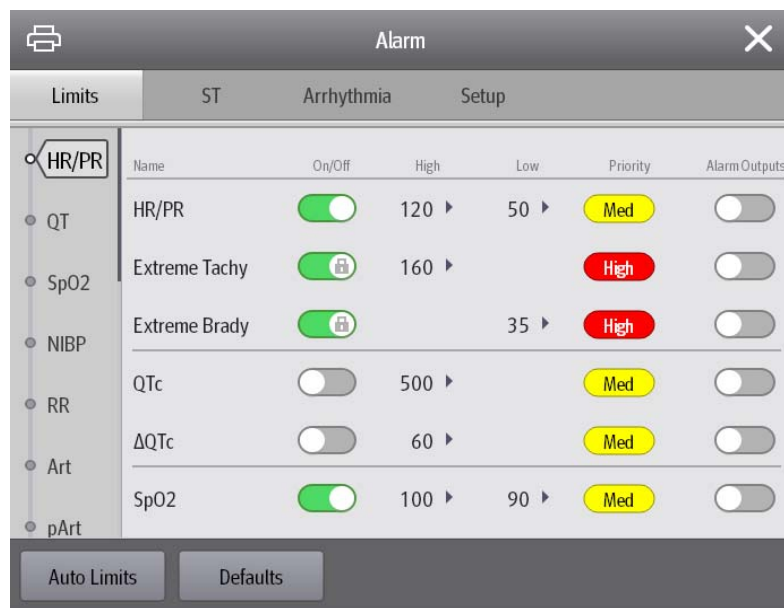 Alarm
Limits ST Arrhythmia Setup
HR/PR
QT
SpO2
NIBP
RR
Art
pArt
Name On/Off High Low Priority Alarm Outputs
HR/PR 120 50 Med
Extreme Tachy 160 High
Extreme Brady 35 High
QTc 500 Med
ΔQTc 60 Med
SpO2 100 90 Med
Auto Limits Defaults